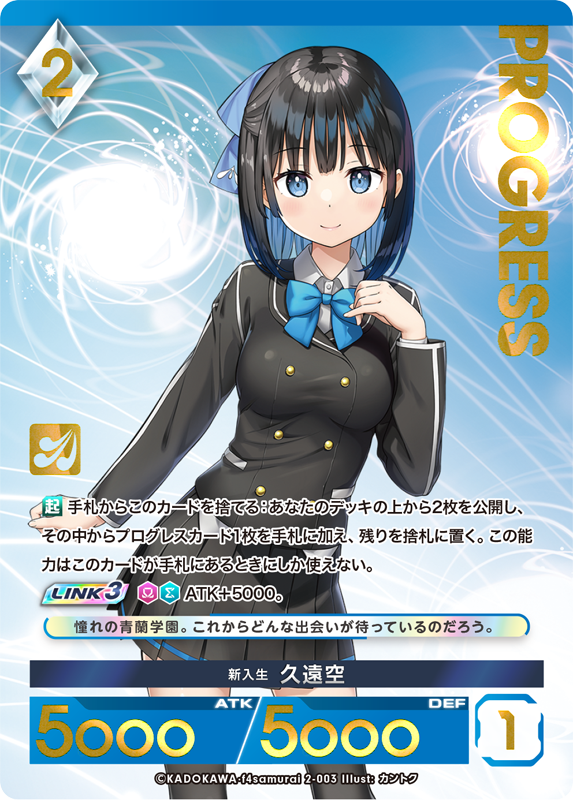 2
PROGRESS
起 手札からこのカードを捨てる：あなたのデッキの上から2枚を公開し、
その中からプログレスカード1枚を手札に加え、残りを捨札に置く。この能
力はこのカードが手札にあるときにしか使えない。
LINK 3 Ω Σ ATK+5000。
憧れの青蘭学園。これからどんな出会いが待っているのだろう。
新入生 久遠空
ATK DEF
5000 5000 1
©KADOKAWA・f4samurai 2-003 Illust: カントク